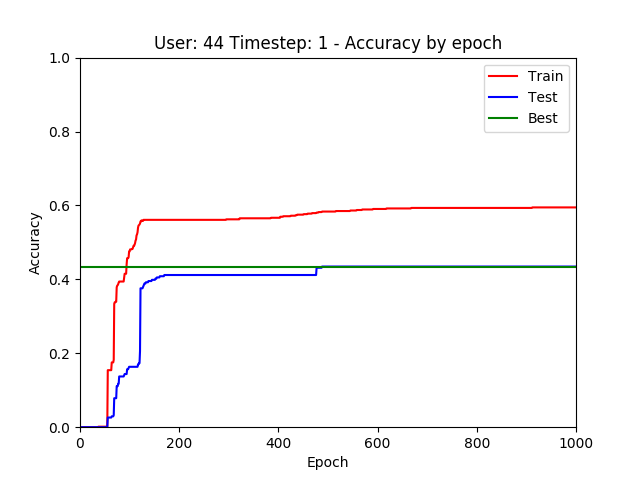 User: 44 Timestep: 1 - Accuracy by epoch
1.0
0.8
0.6
0.4
0.2
0.0
Accuracy
Train
Test
Best
0 200 400 600 800 1000
Epoch